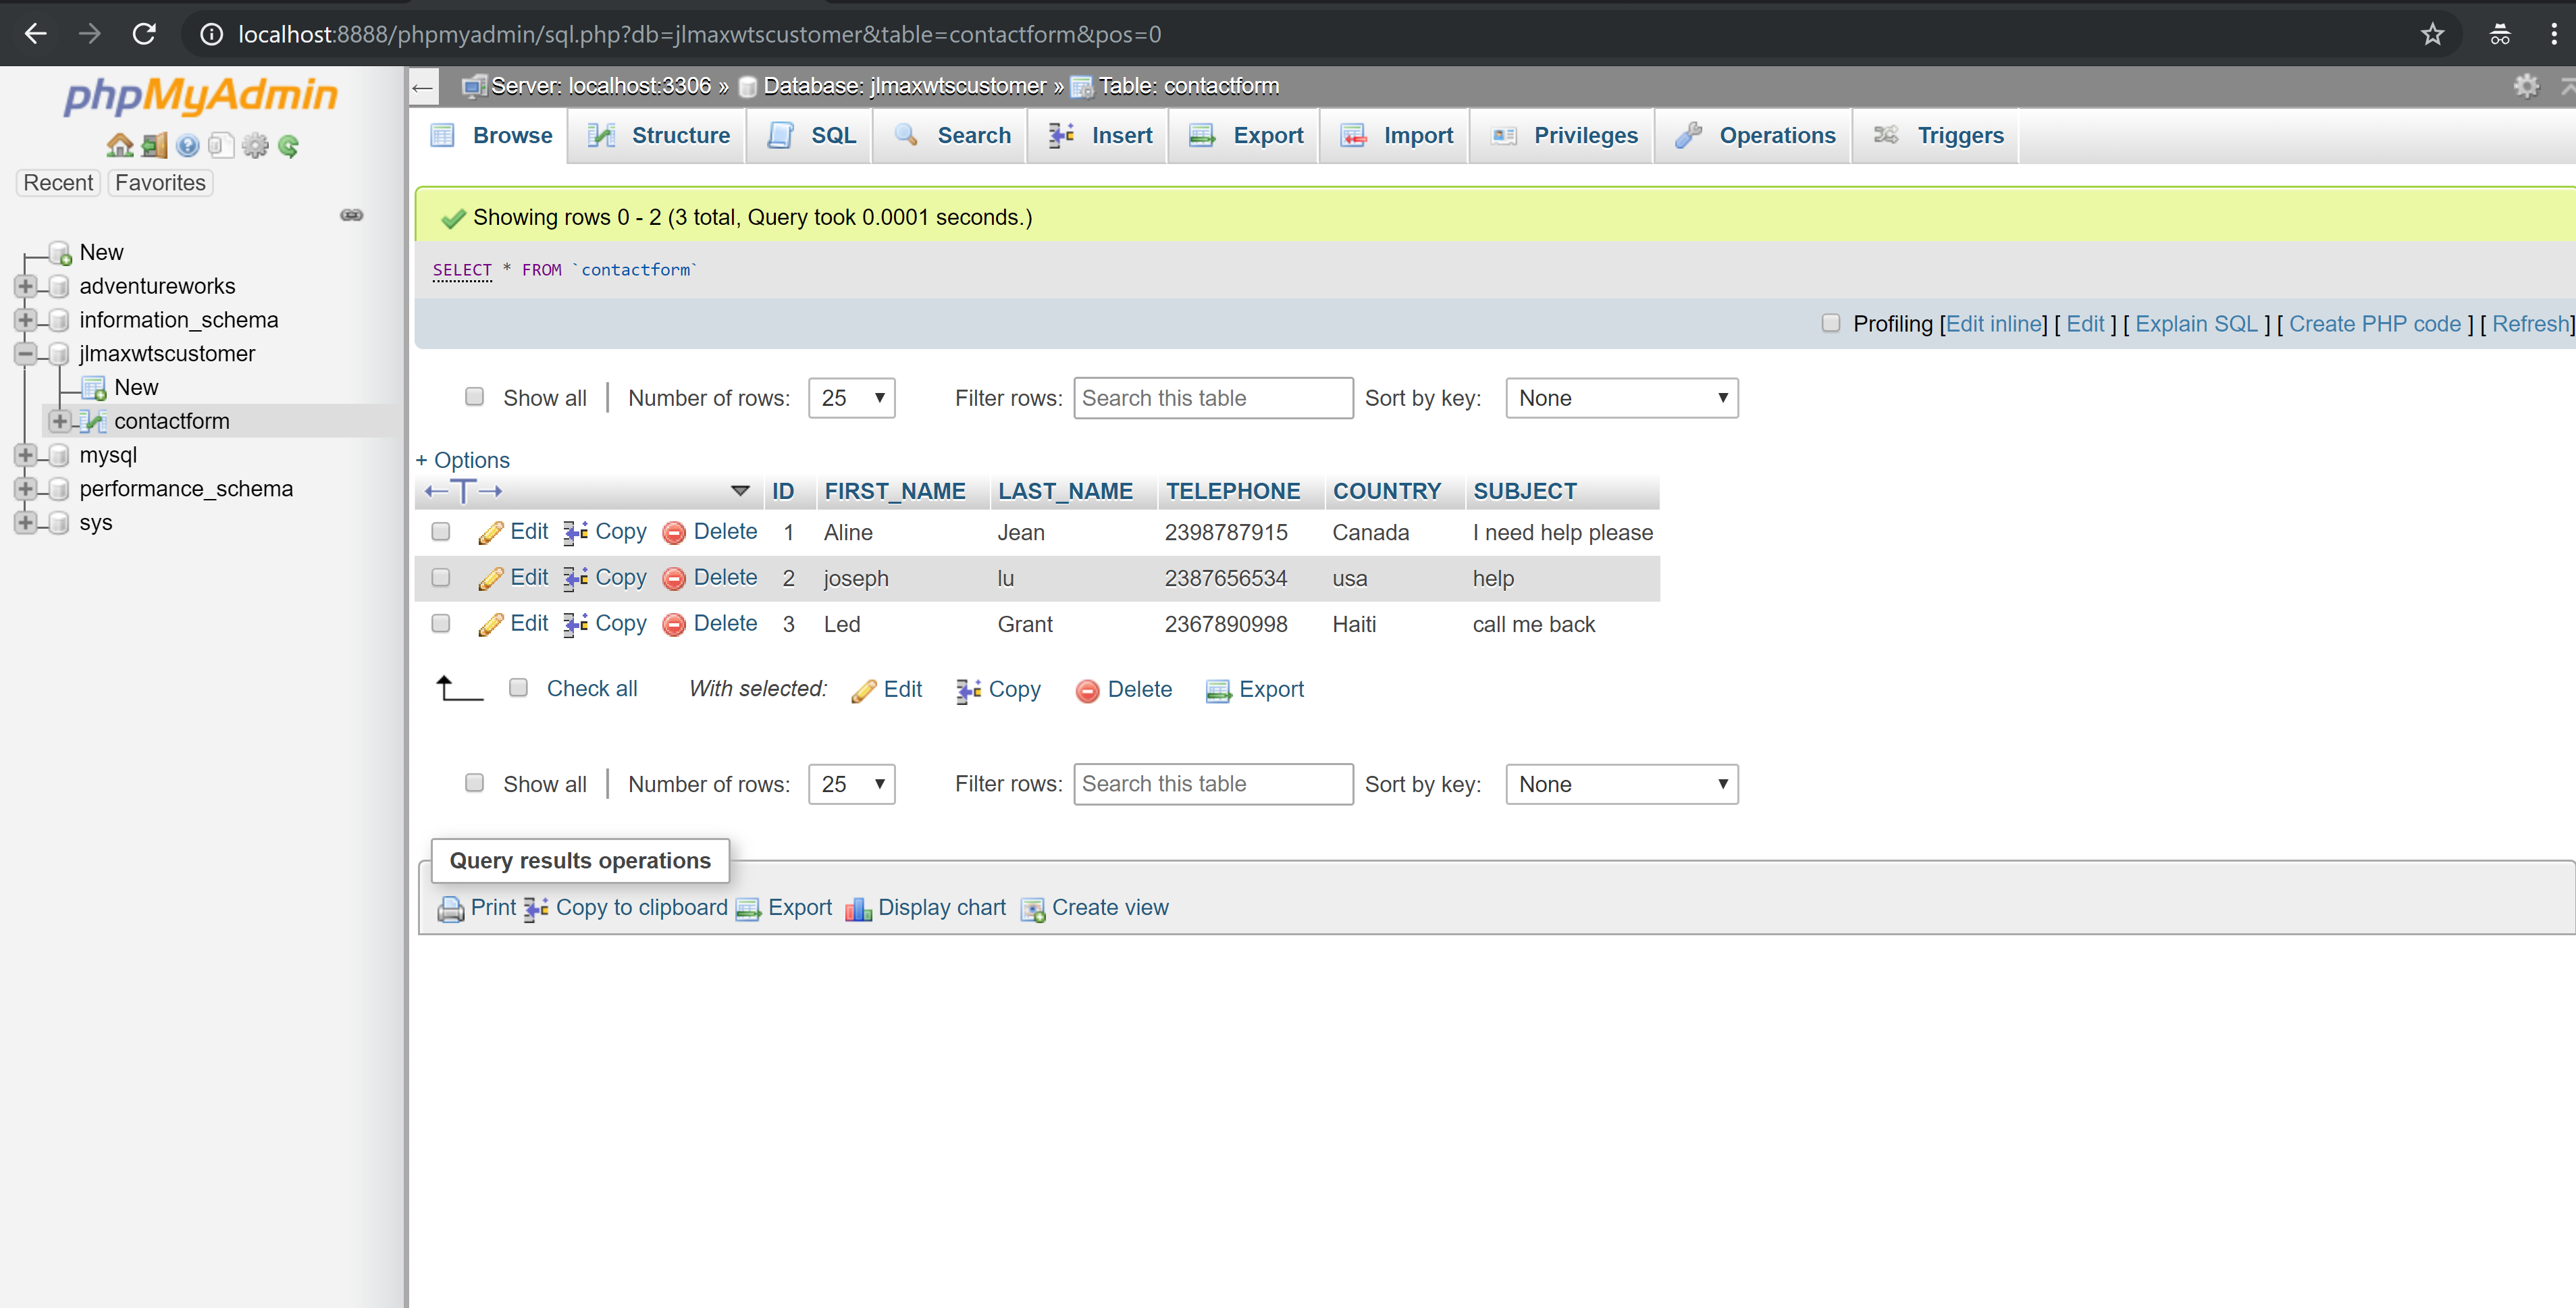 localhost:8888/phpmyadmin/sql.php?db=jlmaxwtscustomer&table=contactform&pos=0
phpMyAdmin
Recent Favorites
New
adventureworks
information_schema
jlmaxwtscustomer
New
contactform
mysql
performance_schema
sys
Server: localhost:3306 » Database: jlmaxwtscustomer » Table: contactform
Browse Structure SQL Search Insert Export Import Privileges Operations Triggers
Showing rows 0 - 2 (3 total, Query took 0.0001 seconds.)
SELECT * FROM `contactform`
Profiling [Edit inline] [ Edit ] [ Explain SQL ] [ Create PHP code ] [ Refresh]
Show all | Number of rows: 25 Filter rows: Search this table Sort by key: None
+ Options
←T→ ID FIRST_NAME LAST_NAME TELEPHONE COUNTRY SUBJECT
Edit Copy Delete 1 Aline Jean 2398787915 Canada I need help please
Edit Copy Delete 2 joseph lu 2387656534 usa help
Edit Copy Delete 3 Led Grant 2367890998 Haiti call me back
Check all With selected: Edit Copy Delete Export
Show all | Number of rows: 25 Filter rows: Search this table Sort by key: None
Query results operations
Print Copy to clipboard Export Display chart Create view